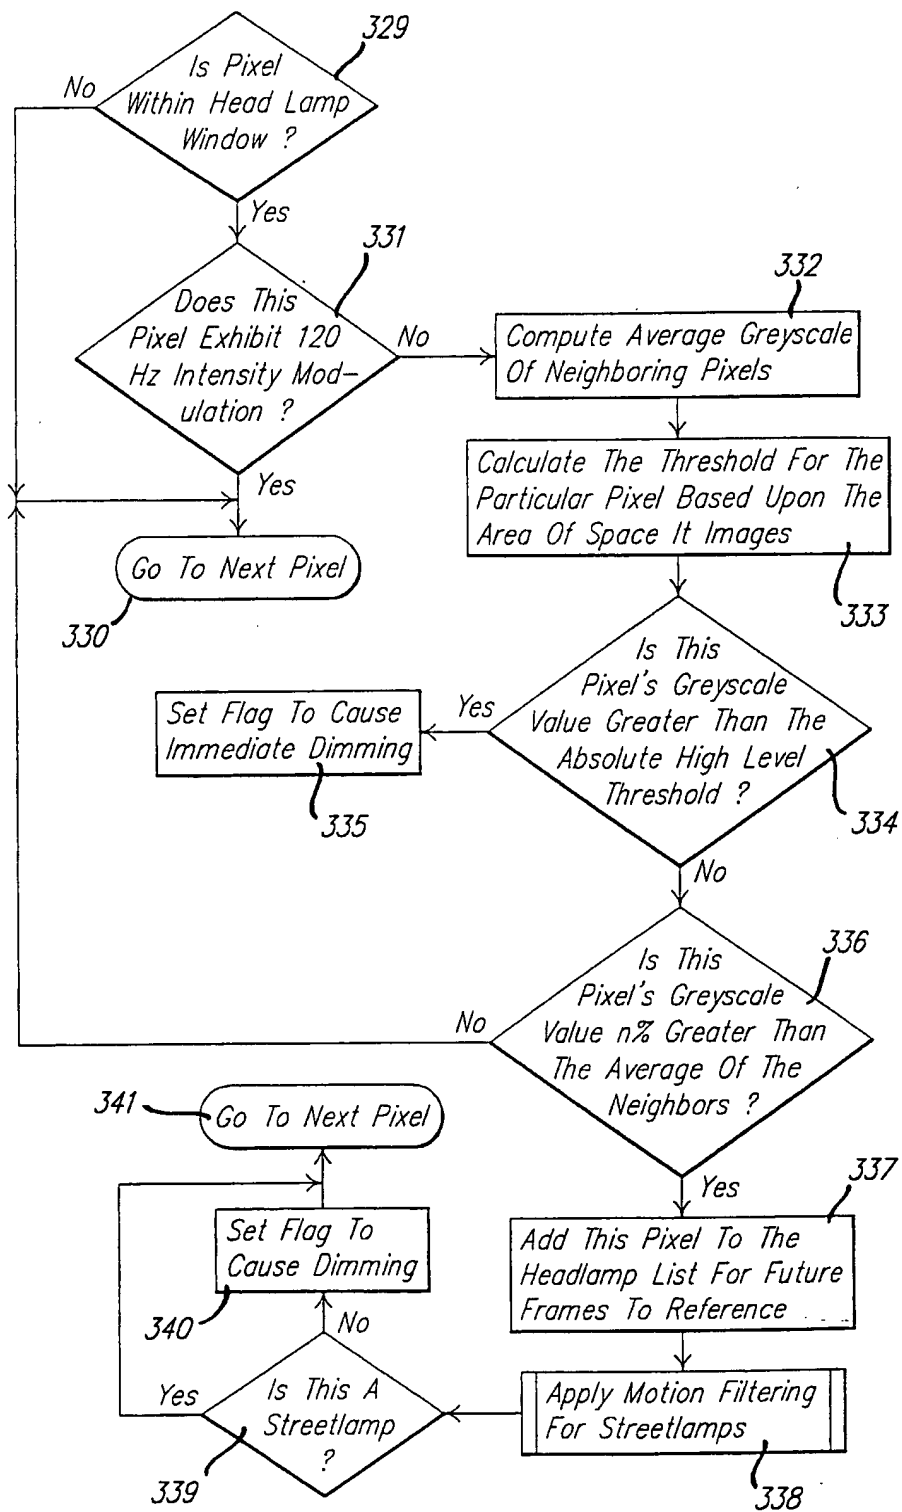 329
Is Pixel
Within Head Lamp
Window ?
No
Yes
331
Does This
Pixel Exhibit 120
Hz Intensity Mod-
ulation ?
No
Yes
Go To Next Pixel
330
332
Compute Average Greyscale
Of Neighboring Pixels
Calculate The Threshold For The
Particular Pixel Based Upon The
Area Of Space It Images
333
Is This
Pixel's Greyscale
Value Greater Than The
Absolute High Level
Threshold ?
334
Yes
Set Flag To Cause
Immediate Dimming
335
No
336
Is This
Pixel's Greyscale
Value n% Greater Than
The Average Of The
Neighbors ?
No
Yes
337
Add This Pixel To The
Headlamp List For Future
Frames To Reference
Apply Motion Filtering
For Streetlamps
338
Is This A
Streetlamp
?
339
Yes
No
Set Flag To
Cause Dimming
340
341
Go To Next Pixel